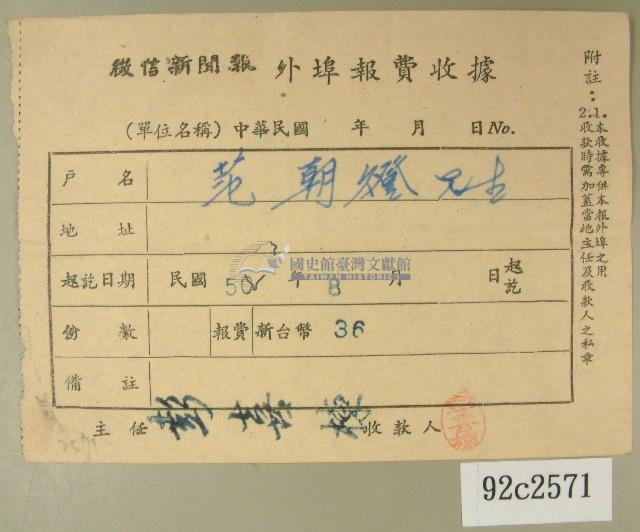 徵信新聞報 外埠報費收據
(單位名稱)中華民國 年 月 日No.
戶名 范朝燈先生
地址
起訖日期 民國 50 年 8 月 日 起訖
份數 報費 新台幣 36
備註
主任 彭 收款人
附註：
1.本收據專供本報外埠之用
2.收款時需加蓋當地主任及收款人之私章
國史館臺灣文獻館
TAIWAN HISTORICA
92c2571